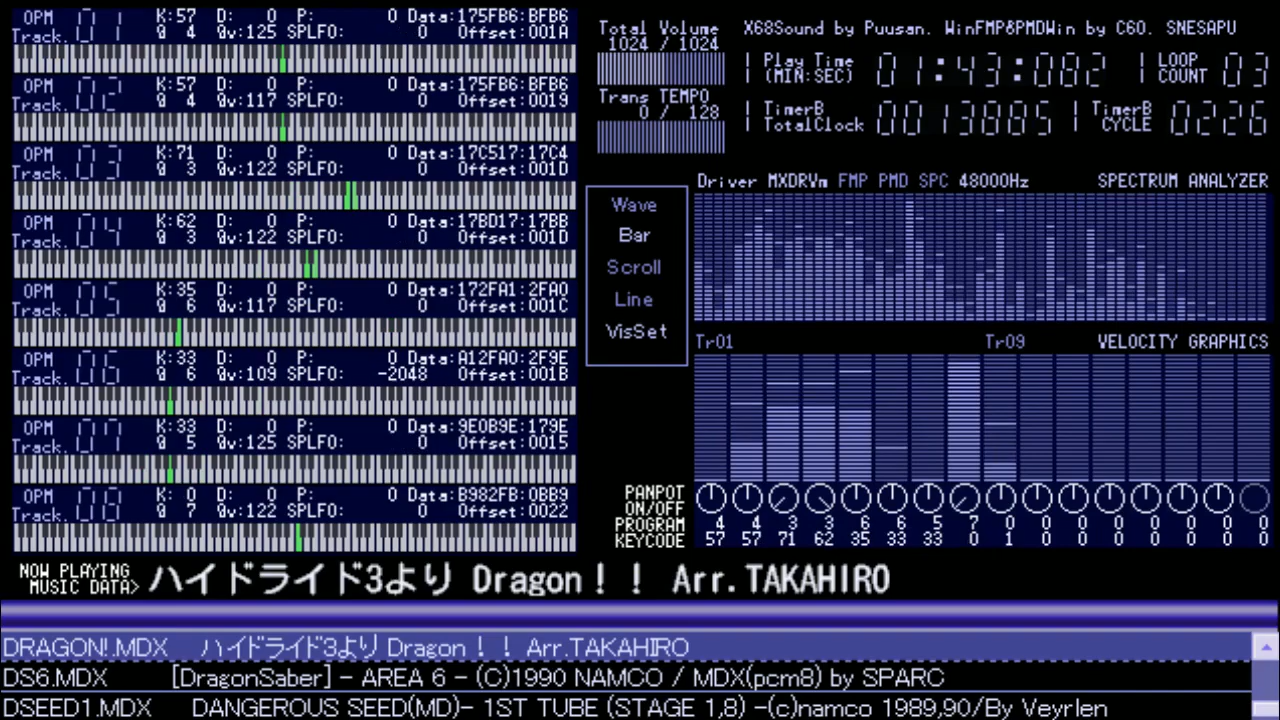 OPM K:57 D: 0 P: 0 Data:175FB6:BFB6
Track. 01 @ 4 @v:125 SPLFO: 0 Offset:001A
OPM K:57 D: 0 P: 0 Data:175FB6:BFB6
Track. 02 @ 4 @v:117 SPLFO: 0 Offset:0019
OPM K:71 D: 0 P: 0 Data:17C517:17C4
Track. 03 @ 3 @v:122 SPLFO: 0 Offset:001D
OPM K:62 D: 0 P: 0 Data:17BD17:17BB
Track. 04 @ 3 @v:122 SPLFO: 0 Offset:001D
OPM K:35 D: 0 P: 0 Data:172FA1:2FA0
Track. 05 @ 6 @v:117 SPLFO: 0 Offset:001C
OPM K:33 D: 0 P: 0 Data:A12FA0:2F9E
Track. 06 @ 6 @v:109 SPLFO: -2048 Offset:001B
OPM K:33 D: 0 P: 0 Data:9E0B9E:179E
Track. 07 @ 5 @v:125 SPLFO: 0 Offset:0015
OPM K: 0 D: 0 P: 0 Data:B982FB:0BB9
Track. 08 @ 7 @v:122 SPLFO: 0 Offset:0022
Total Volume
1024 / 1024
Trans TEMPO
0 / 128
X68Sound by Puusan. WinFMP&PMDWin by C60. SNESAPU
Play Time (MIN:SEC) 01:43:082
LOOP COUNT 03
TimerB TotalClock 0013885
TimerB CYCLE 0226
Wave
Bar
Scroll
Line
VisSet
Driver MXDRVm FMP PMD SPC 48000Hz SPECTRUM ANALYZER
Tr01 Tr09 VELOCITY GRAPHICS
PANPOT
ON/OFF
PROGRAM 4 4 3 3 6 6 5 7 0 0 0 0 0 0 0 0
KEYCODE 57 57 71 62 35 33 33 0 1 0 0 0 0 0 0 0
NOW PLAYING
MUSIC DATA> ハイドライド3より Dragon！！ Arr.TAKAHIRO
DRAGON!.MDX ハイドライド3より Dragon！！ Arr.TAKAHIRO
DS6.MDX [DragonSaber] - AREA 6 - (C)1990 NAMCO / MDX(pcm8) by SPARC
DSEED1.MDX DANGEROUS SEED(MD)- 1ST TUBE (STAGE 1,8) -(c)namco 1989,90/By Veyrlen